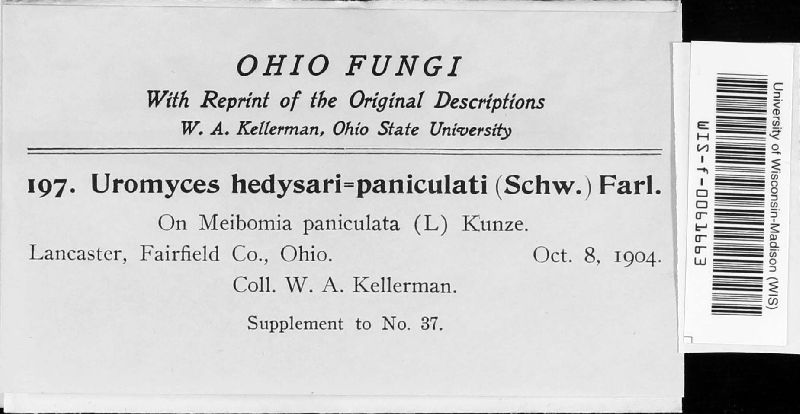 OHIO FUNGI
With Reprint of the Original Descriptions
W. A. Kellerman, Ohio State University
197. Uromyces hedysari=paniculati (Schw.) Farl.
On Meibomia paniculata (L) Kunze.
Lancaster, Fairfield Co., Ohio. Oct. 8, 1904.
Coll. W. A. Kellerman.
Supplement to No. 37.
University of Wisconsin-Madison (WIS)
WIS-f-0091993